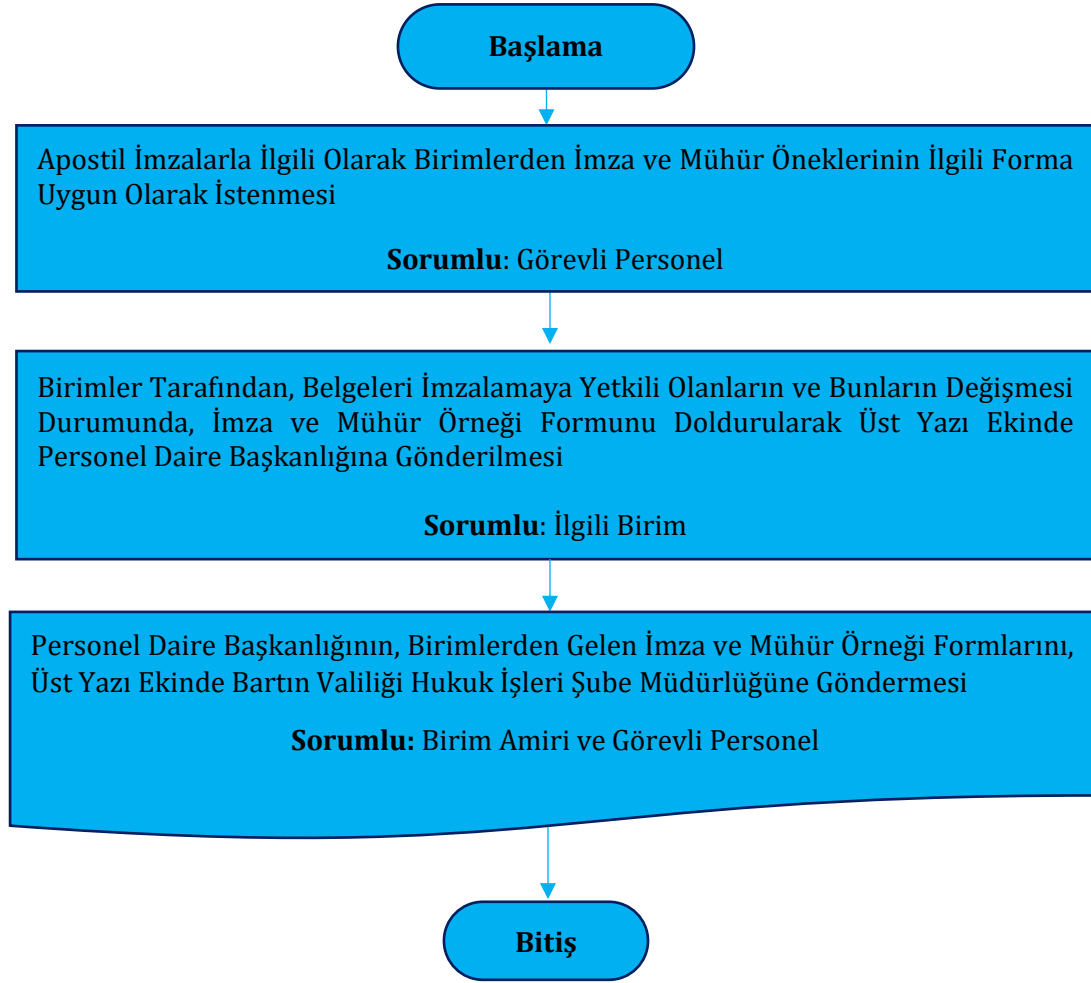 Başlama
Apostil İmzalarla İlgili Olarak Birimlerden İmza ve Mühür Öneklerinin İlgili Forma
Uygun Olarak İstenmesi
Sorumlu: Görevli Personel
Birimler Tarafından, Belgeleri İmzalamaya Yetkili Olanların ve Bunların Değişmesi
Durumunda, İmza ve Mühür Örneği Formunu Doldurularak Üst Yazı Ekinde
Personel Daire Başkanlığına Gönderilmesi
Sorumlu: İlgili Birim
Personel Daire Başkanlığının, Birimlerden Gelen İmza ve Mühür Örneği Formlarını,
Üst Yazı Ekinde Bartın Valiliği Hukuk İşleri Şube Müdürlüğüne Göndermesi
Sorumlu: Birim Amiri ve Görevli Personel
Bitiş